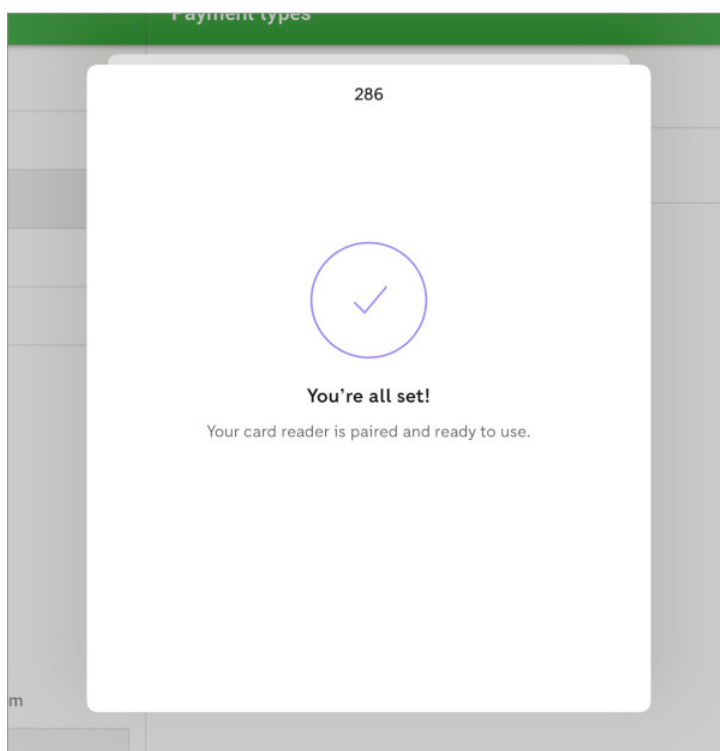 Payment types
286
You're all set!
Your card reader is paired and ready to use.
m